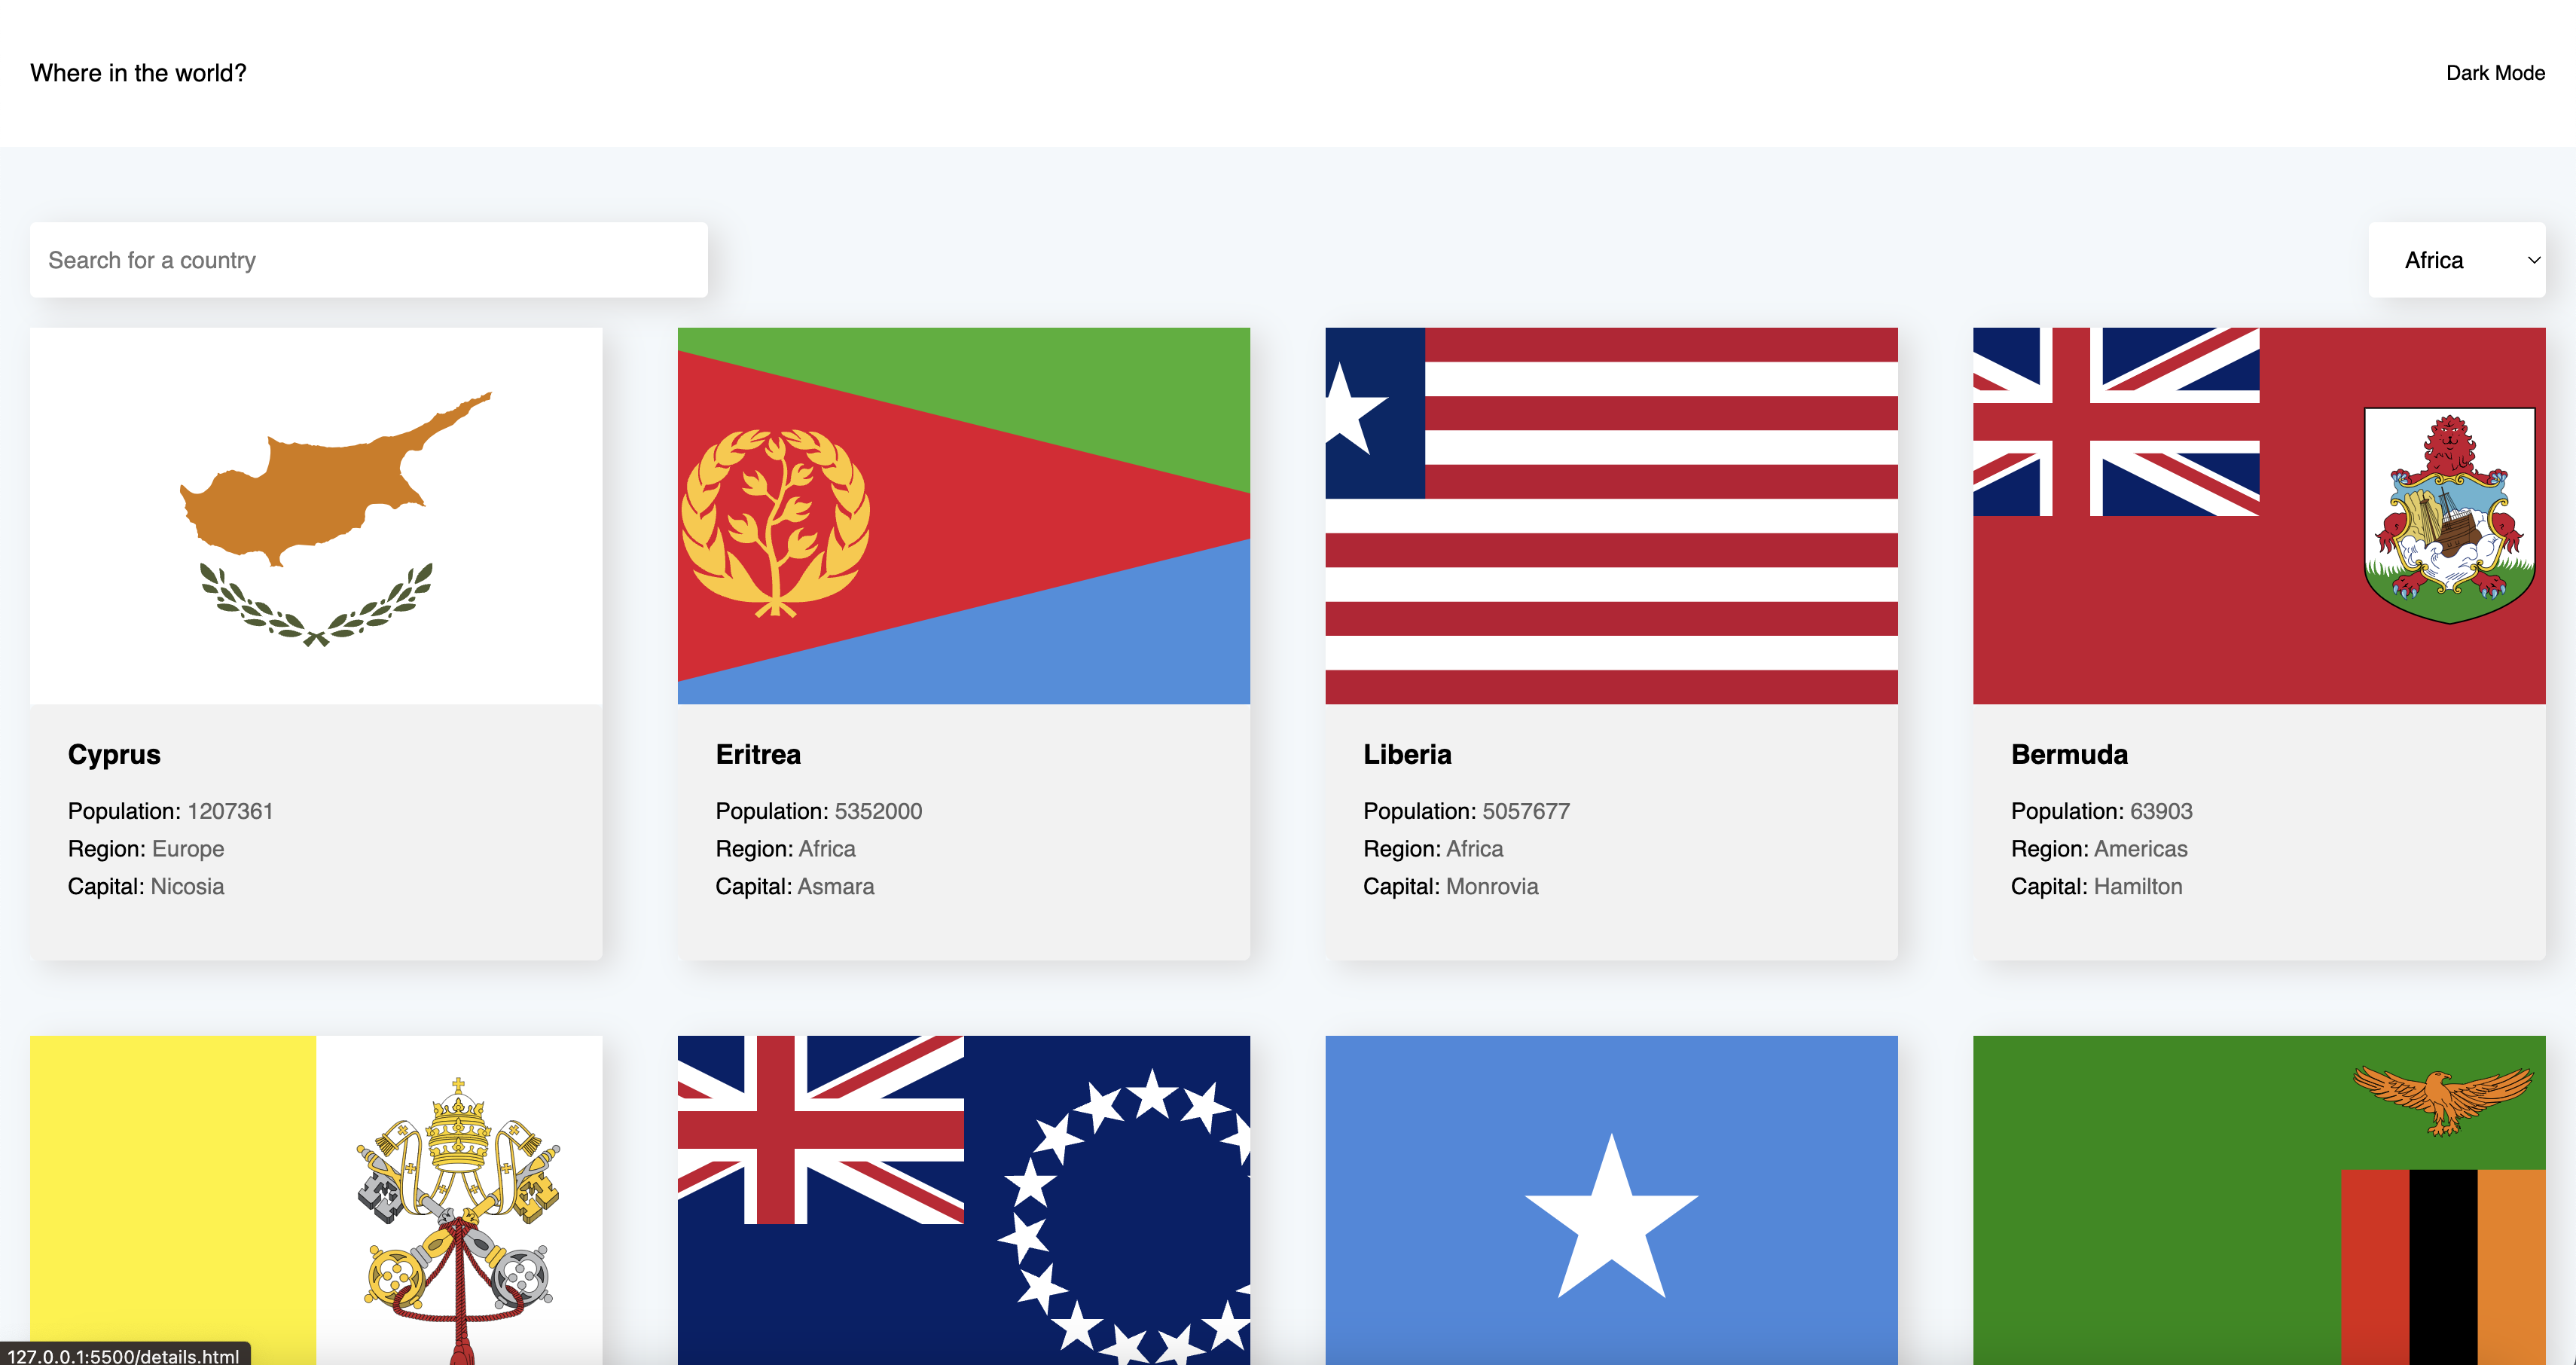 Where in the world?
Dark Mode
Search for a country
Africa
Cyprus
Population: 1207361
Region: Europe
Capital: Nicosia
Eritrea
Population: 5352000
Region: Africa
Capital: Asmara
Liberia
Population: 5057677
Region: Africa
Capital: Monrovia
Bermuda
Population: 63903
Region: Americas
Capital: Hamilton
127.0.0.1:5500/details.html